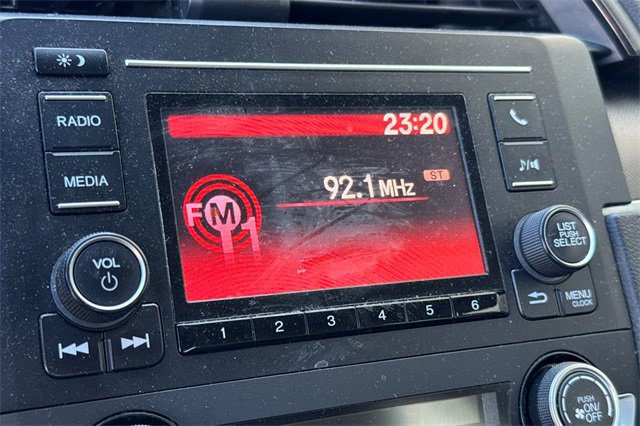 RADIO
MEDIA
VOL
23:20
92.1 MHz
ST
FM
1
1 2 3 4 5 6
LIST
PUSH
SELECT
MENU
CLOCK
PUSH
ON/
OFF